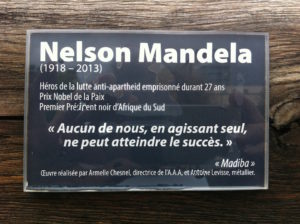 Nelson Mandela
(1918 – 2013)
Héros de la lutte anti-apartheid emprisonné durant 27 ans
Prix Nobel de la Paix
Premier Président noir d'Afrique du Sud
« Aucun de nous, en agissant seul,
ne peut atteindre le succès. »
« Madiba »
Œuvre réalisée par Armelle Chesnel, directrice de l'A.A.A, et Antoine Levisse, métallier.